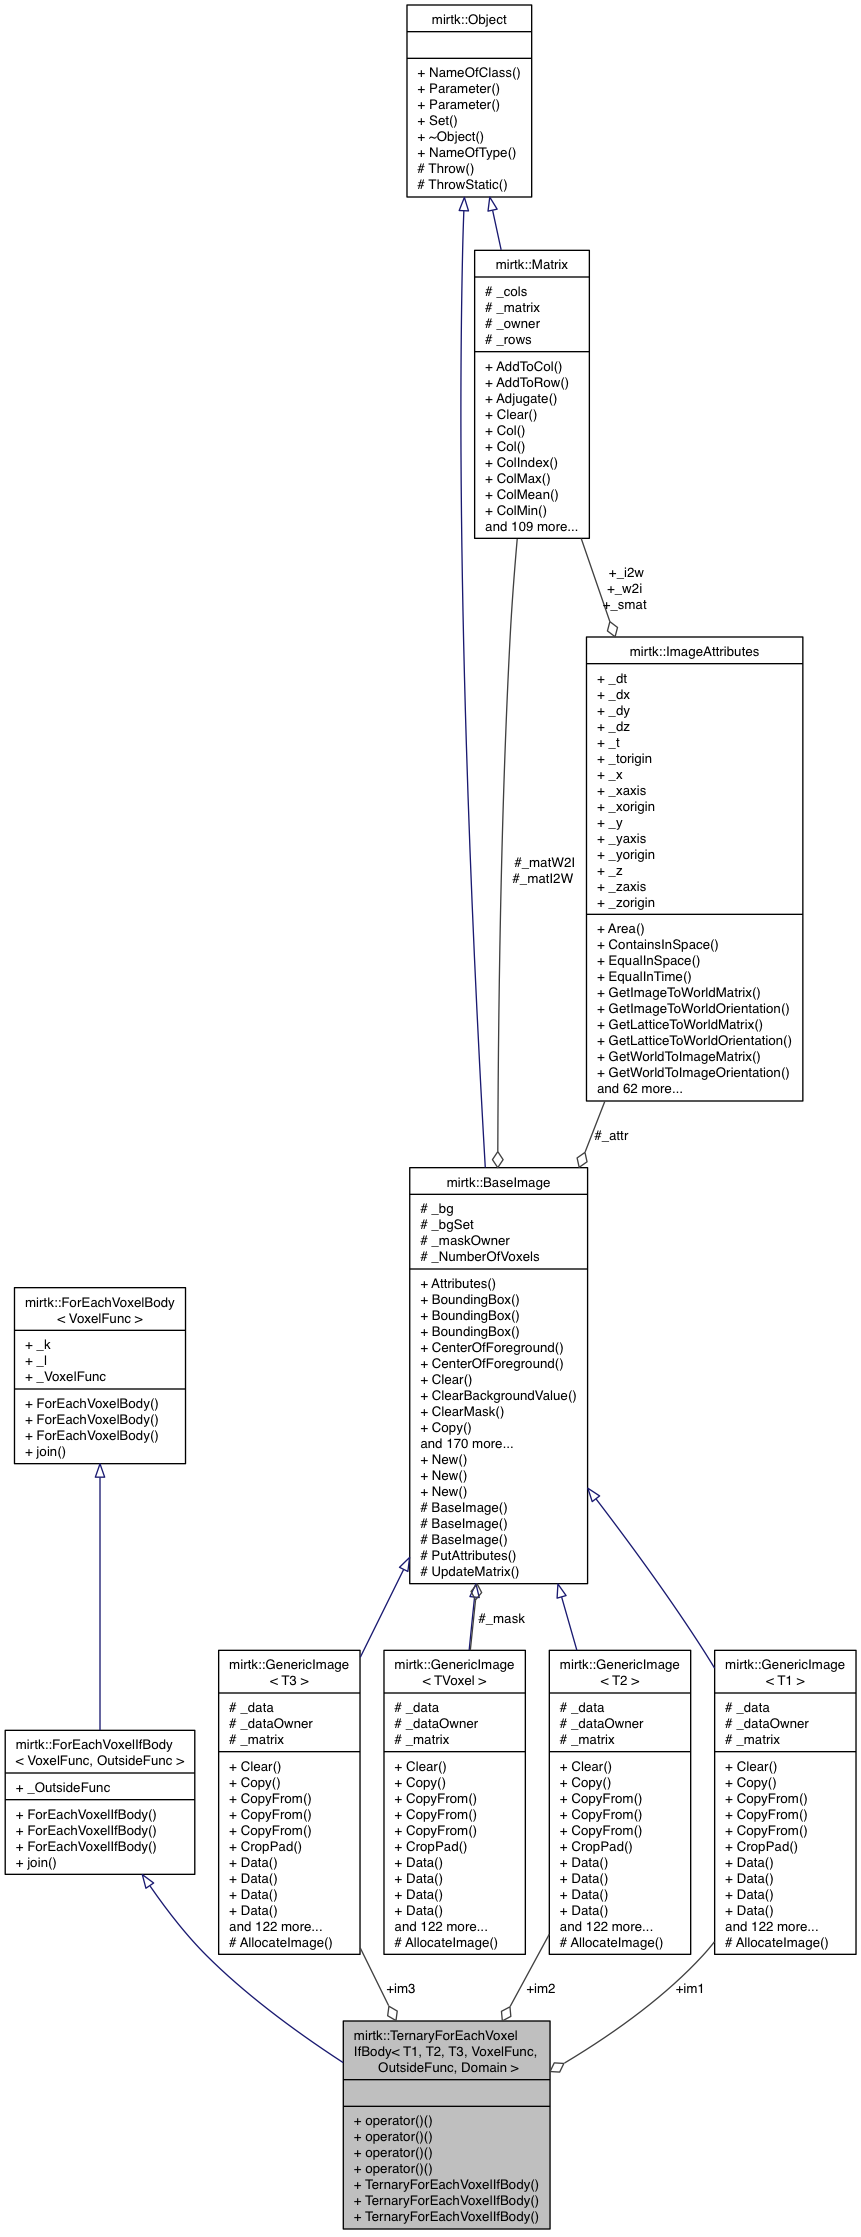 mirtk::Object
+ NameOfClass()
+ Parameter()
+ Parameter()
+ Set()
+ ~Object()
+ NameOfType()
# Throw()
# ThrowStatic()
mirtk::Matrix
# _cols
# _matrix
# _owner
# _rows
+ AddToCol()
+ AddToRow()
+ Adjugate()
+ Clear()
+ Col()
+ Col()
+ ColIndex()
+ ColMax()
+ ColMean()
+ ColMin()
and 109 more...
+_i2w
+_w2i
+_smat
mirtk::ImageAttributes
+ _dt
+ _dx
+ _dy
+ _dz
+ _t
+ _torigin
+ _x
+ _xaxis
+ _xorigin
+ _y
+ _yaxis
+ _yorigin
+ _z
+ _zaxis
+ _zorigin
+ Area()
+ ContainsInSpace()
+ EqualInSpace()
+ EqualInTime()
+ GetImageToWorldMatrix()
+ GetImageToWorldOrientation()
+ GetLatticeToWorldMatrix()
+ GetLatticeToWorldOrientation()
+ GetWorldToImageMatrix()
+ GetWorldToImageOrientation()
and 62 more...
#_matW2I
#_matI2W
#_attr
mirtk::BaseImage
# _bg
# _bgSet
# _maskOwner
# _NumberOfVoxels
+ Attributes()
+ BoundingBox()
+ BoundingBox()
+ BoundingBox()
+ CenterOfForeground()
+ CenterOfForeground()
+ Clear()
+ ClearBackgroundValue()
+ ClearMask()
+ Copy()
and 170 more...
+ New()
+ New()
+ New()
# BaseImage()
# BaseImage()
# BaseImage()
# PutAttributes()
# UpdateMatrix()
mirtk::ForEachVoxelBody
< VoxelFunc >
+ _k
+ _l
+ _VoxelFunc
+ ForEachVoxelBody()
+ ForEachVoxelBody()
+ ForEachVoxelBody()
+ join()
#_mask
mirtk::ForEachVoxelIfBody
< VoxelFunc, OutsideFunc >
+ _OutsideFunc
+ ForEachVoxelIfBody()
+ ForEachVoxelIfBody()
+ ForEachVoxelIfBody()
+ join()
mirtk::GenericImage
< T3 >
# _data
# _dataOwner
# _matrix
+ Clear()
+ Copy()
+ CopyFrom()
+ CopyFrom()
+ CopyFrom()
+ CropPad()
+ Data()
+ Data()
+ Data()
+ Data()
and 122 more...
# AllocateImage()
mirtk::GenericImage
< TVoxel >
# _data
# _dataOwner
# _matrix
+ Clear()
+ Copy()
+ CopyFrom()
+ CopyFrom()
+ CopyFrom()
+ CropPad()
+ Data()
+ Data()
+ Data()
+ Data()
and 122 more...
# AllocateImage()
mirtk::GenericImage
< T2 >
# _data
# _dataOwner
# _matrix
+ Clear()
+ Copy()
+ CopyFrom()
+ CopyFrom()
+ CopyFrom()
+ CropPad()
+ Data()
+ Data()
+ Data()
+ Data()
and 122 more...
# AllocateImage()
mirtk::GenericImage
< T1 >
# _data
# _dataOwner
# _matrix
+ Clear()
+ Copy()
+ CopyFrom()
+ CopyFrom()
+ CopyFrom()
+ CropPad()
+ Data()
+ Data()
+ Data()
+ Data()
and 122 more...
# AllocateImage()
+im3
+im2
+im1
mirtk::TernaryForEachVoxel
IfBody< T1, T2, T3, VoxelFunc,
OutsideFunc, Domain >
+ operator()()
+ operator()()
+ operator()()
+ operator()()
+ TernaryForEachVoxelIfBody()
+ TernaryForEachVoxelIfBody()
+ TernaryForEachVoxelIfBody()